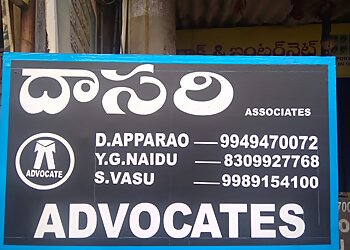 దాసరి
ASSOCIATES
ADVOCATE
D.APPARAO — 9949470072
Y.G.NAIDU — 8309927768
S.VASU — 9989154100
ADVOCATES